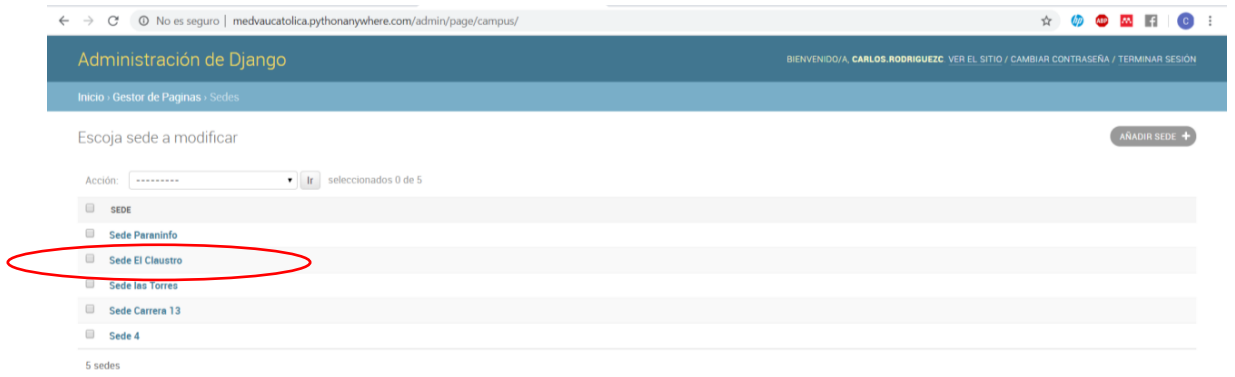 No es seguro | medvaucatolica.pythonanywhere.com/admin/page/campus/
ABP
C
Administración de Django
BIENVENIDO/A, CARLOS.RODRIGUEZC. VER EL SITIO / CAMBIAR CONTRASEÑA / TERMINAR SESIÓN
Inicio › Gestor de Paginas › Sedes
Escoja sede a modificar
AÑADIR SEDE +
Acción: --------- Ir seleccionados 0 de 5
SEDE
Sede Paraninfo
Sede El Claustro
Sede las Torres
Sede Carrera 13
Sede 4
5 sedes